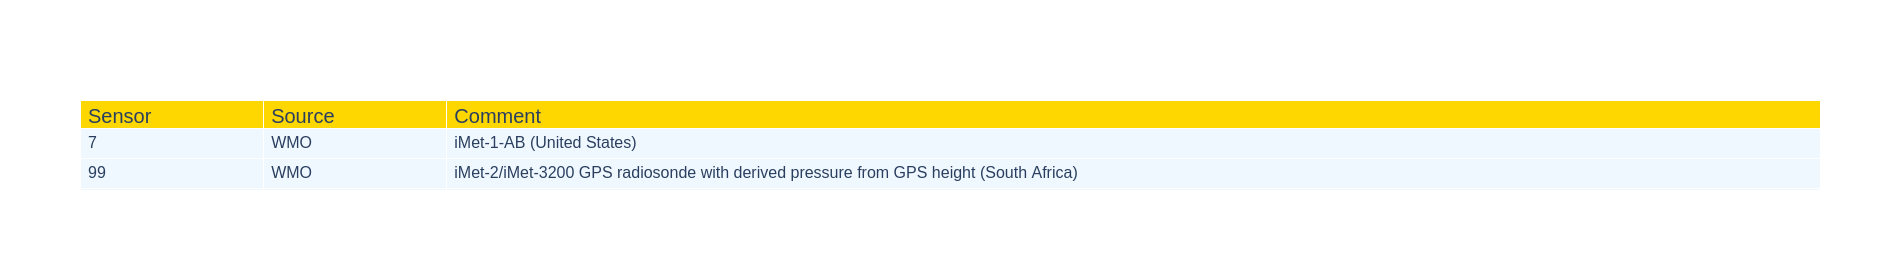 Sensor Source Comment
7 WMO iMet-1-AB (United States)
99 WMO iMet-2/iMet-3200 GPS radiosonde with derived pressure from GPS height (South Africa)